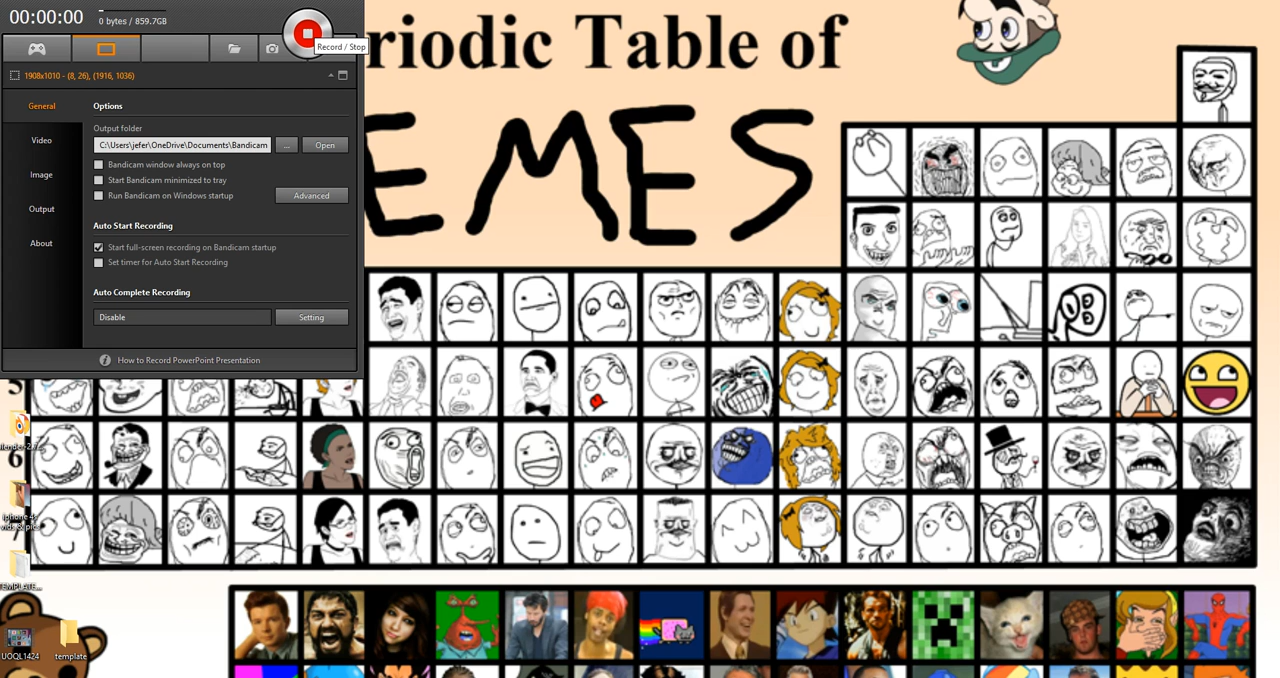 00:00:00
0 bytes / 859.7GB
Record / Stop
riodic Table of
EMES
1908x1010 - (8, 26), (1916, 1036)
General
Video
Image
Output
About
Options
Output folder
C:\Users\jefer\OneDrive\Documents\Bandicam
...
Open
Bandicam window always on top
Start Bandicam minimized to tray
Run Bandicam on Windows startup
Advanced
Auto Start Recording
Start full-screen recording on Bandicam startup
Set timer for Auto Start Recording
Auto Complete Recording
Disable
Setting
How to Record PowerPoint Presentation
5
6
7
TEMPLATE...
UOQL1424
template